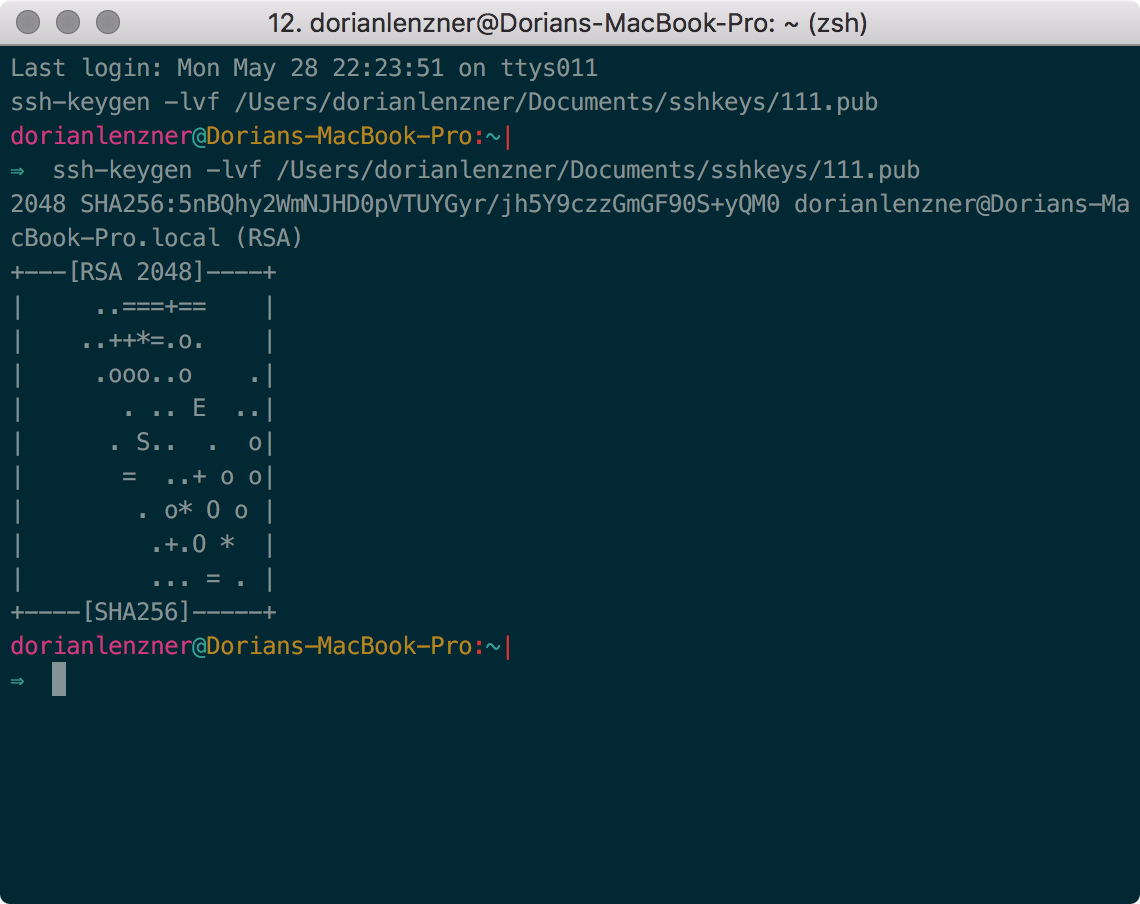 12. dorianlenzner@Dorians-MacBook-Pro: ~ (zsh)
Last login: Mon May 28 22:23:51 on ttys011
ssh-keygen -lvf /Users/dorianlenzner/Documents/sshkeys/111.pub
dorianlenzner@Dorians-MacBook-Pro:~|
⇒  ssh-keygen -lvf /Users/dorianlenzner/Documents/sshkeys/111.pub
2048 SHA256:5nBQhy2WmNJHD0pVTUYGyr/jh5Y9czzGmGF90S+yQM0 dorianlenzner@Dorians-Ma
cBook-Pro.local (RSA)
+---[RSA 2048]----+
|     ..===+==    |
|    ..++*=.o.    |
|     .ooo..o    .|
|       . .. E  ..|
|      . S..  .  o|
|       =  ..+ o o|
|        . o* O o |
|         .+.O *  |
|         ... = . |
+----[SHA256]-----+
dorianlenzner@Dorians-MacBook-Pro:~|
⇒